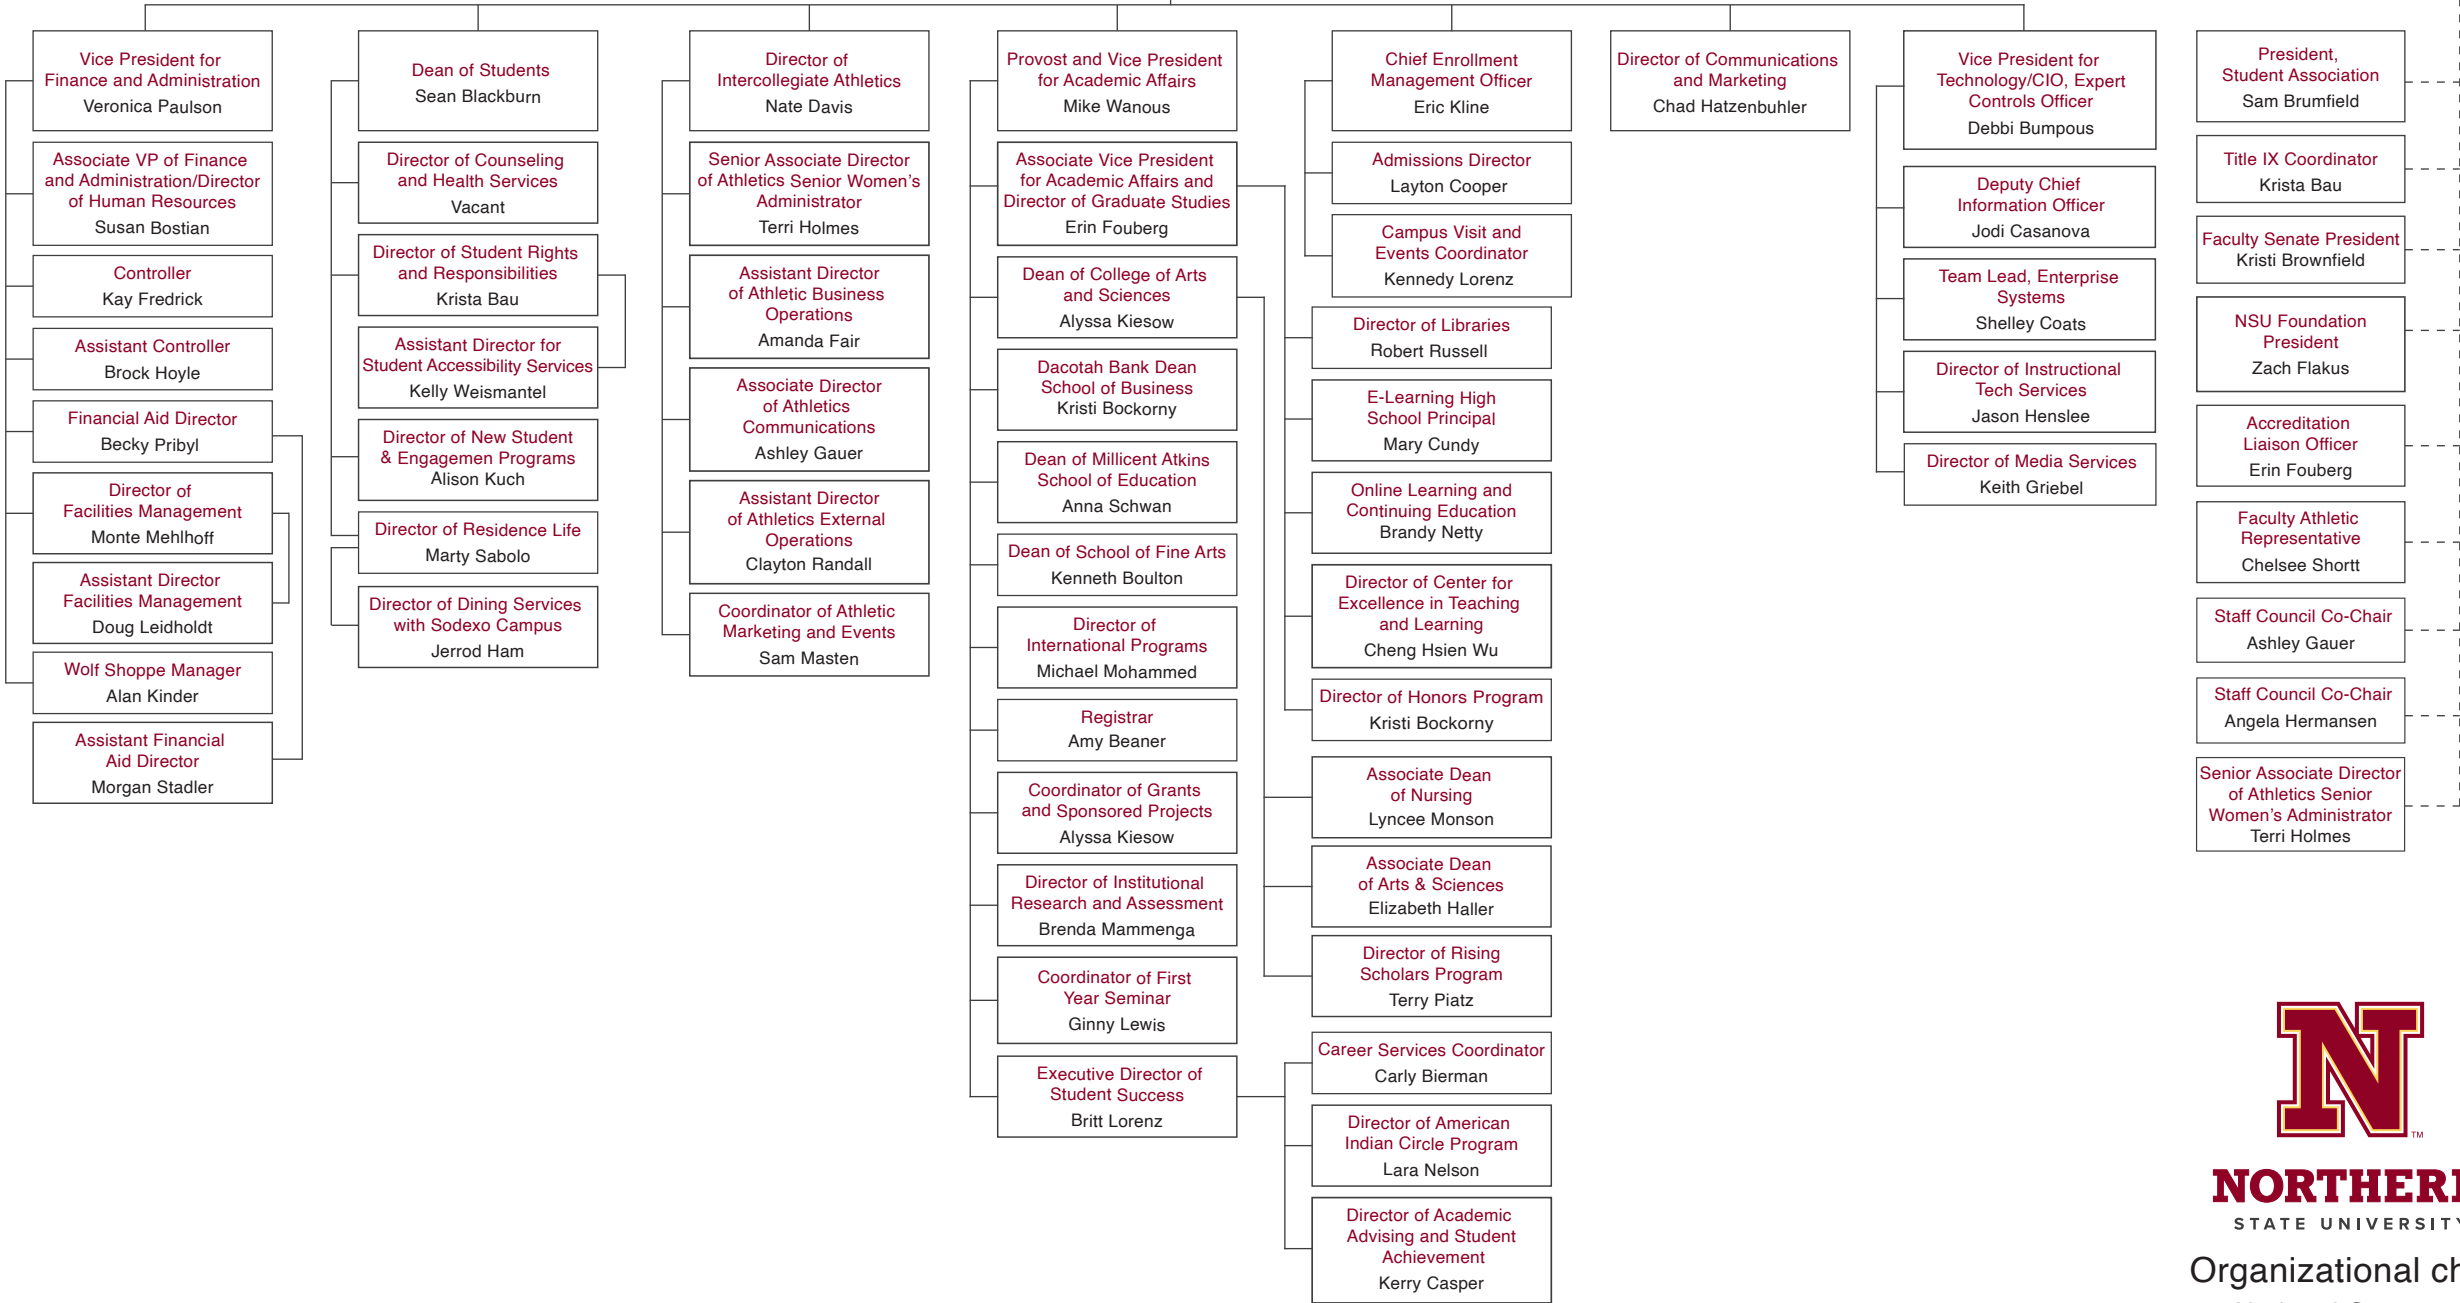 Vice President for
Finance and Administration
Veronica Paulson
Associate VP of Finance
and Administration/Director
of Human Resources
Susan Bostian
Controller
Kay Fredrick
Assistant Controller
Brock Hoyle
Financial Aid Director
Becky Pribyl
Director of
Facilities Management
Monte Mehlhoff
Assistant Director
Facilities Management
Doug Leidholdt
Wolf Shoppe Manager
Alan Kinder
Assistant Financial
Aid Director
Morgan Stadler
Dean of Students
Sean Blackburn
Director of Counseling
and Health Services
Vacant
Director of Student Rights
and Responsibilities
Krista Bau
Assistant Director for
Student Accessibility Services
Kelly Weismantel
Director of New Student
& Engagemen Programs
Alison Kuch
Director of Residence Life
Marty Sabolo
Director of Dining Services
with Sodexo Campus
Jerrod Ham
Director of
Intercollegiate Athletics
Nate Davis
Senior Associate Director
of Athletics Senior Women's
Administrator
Terri Holmes
Assistant Director
of Athletic Business
Operations
Amanda Fair
Associate Director
of Athletics
Communications
Ashley Gauer
Assistant Director
of Athletics External
Operations
Clayton Randall
Coordinator of Athletic
Marketing and Events
Sam Masten
Provost and Vice President
for Academic Affairs
Mike Wanous
Associate Vice President
for Academic Affairs and
Director of Graduate Studies
Erin Fouberg
Dean of College of Arts
and Sciences
Alyssa Kiesow
Dacotah Bank Dean
School of Business
Kristi Bockorny
Dean of Millicent Atkins
School of Education
Anna Schwan
Dean of School of Fine Arts
Kenneth Boulton
Director of
International Programs
Michael Mohammed
Registrar
Amy Beaner
Coordinator of Grants
and Sponsored Projects
Alyssa Kiesow
Director of Institutional
Research and Assessment
Brenda Mammenga
Coordinator of First
Year Seminar
Ginny Lewis
Executive Director of
Student Success
Britt Lorenz
Chief Enrollment
Management Officer
Eric Kline
Admissions Director
Layton Cooper
Campus Visit and
Events Coordinator
Kennedy Lorenz
Director of Libraries
Robert Russell
E-Learning High
School Principal
Mary Cundy
Online Learning and
Continuing Education
Brandy Netty
Director of Center for
Excellence in Teaching
and Learning
Cheng Hsien Wu
Director of Honors Program
Kristi Bockorny
Associate Dean
of Nursing
Lyncee Monson
Associate Dean
of Arts & Sciences
Elizabeth Haller
Director of Rising
Scholars Program
Terry Piatz
Career Services Coordinator
Carly Bierman
Director of American
Indian Circle Program
Lara Nelson
Director of Academic
Advising and Student
Achievement
Kerry Casper
Director of Communications
and Marketing
Chad Hatzenbuhler
Vice President for
Technology/CIO, Expert
Controls Officer
Debbi Bumpous
Deputy Chief
Information Officer
Jodi Casanova
Team Lead, Enterprise
Systems
Shelley Coats
Director of Instructional
Tech Services
Jason Henslee
Director of Media Services
Keith Griebel
President,
Student Association
Sam Brumfield
Title IX Coordinator
Krista Bau
Faculty Senate President
Kristi Brownfield
NSU Foundation
President
Zach Flakus
Accreditation
Liaison Officer
Erin Fouberg
Faculty Athletic
Representative
Chelsee Shortt
Staff Council Co-Chair
Ashley Gauer
Staff Council Co-Chair
Angela Hermansen
Senior Associate Director
of Athletics Senior
Women's Administrator
Terri Holmes
N
TM
NORTHER
STATE UNIVERSITY
Organizational ch